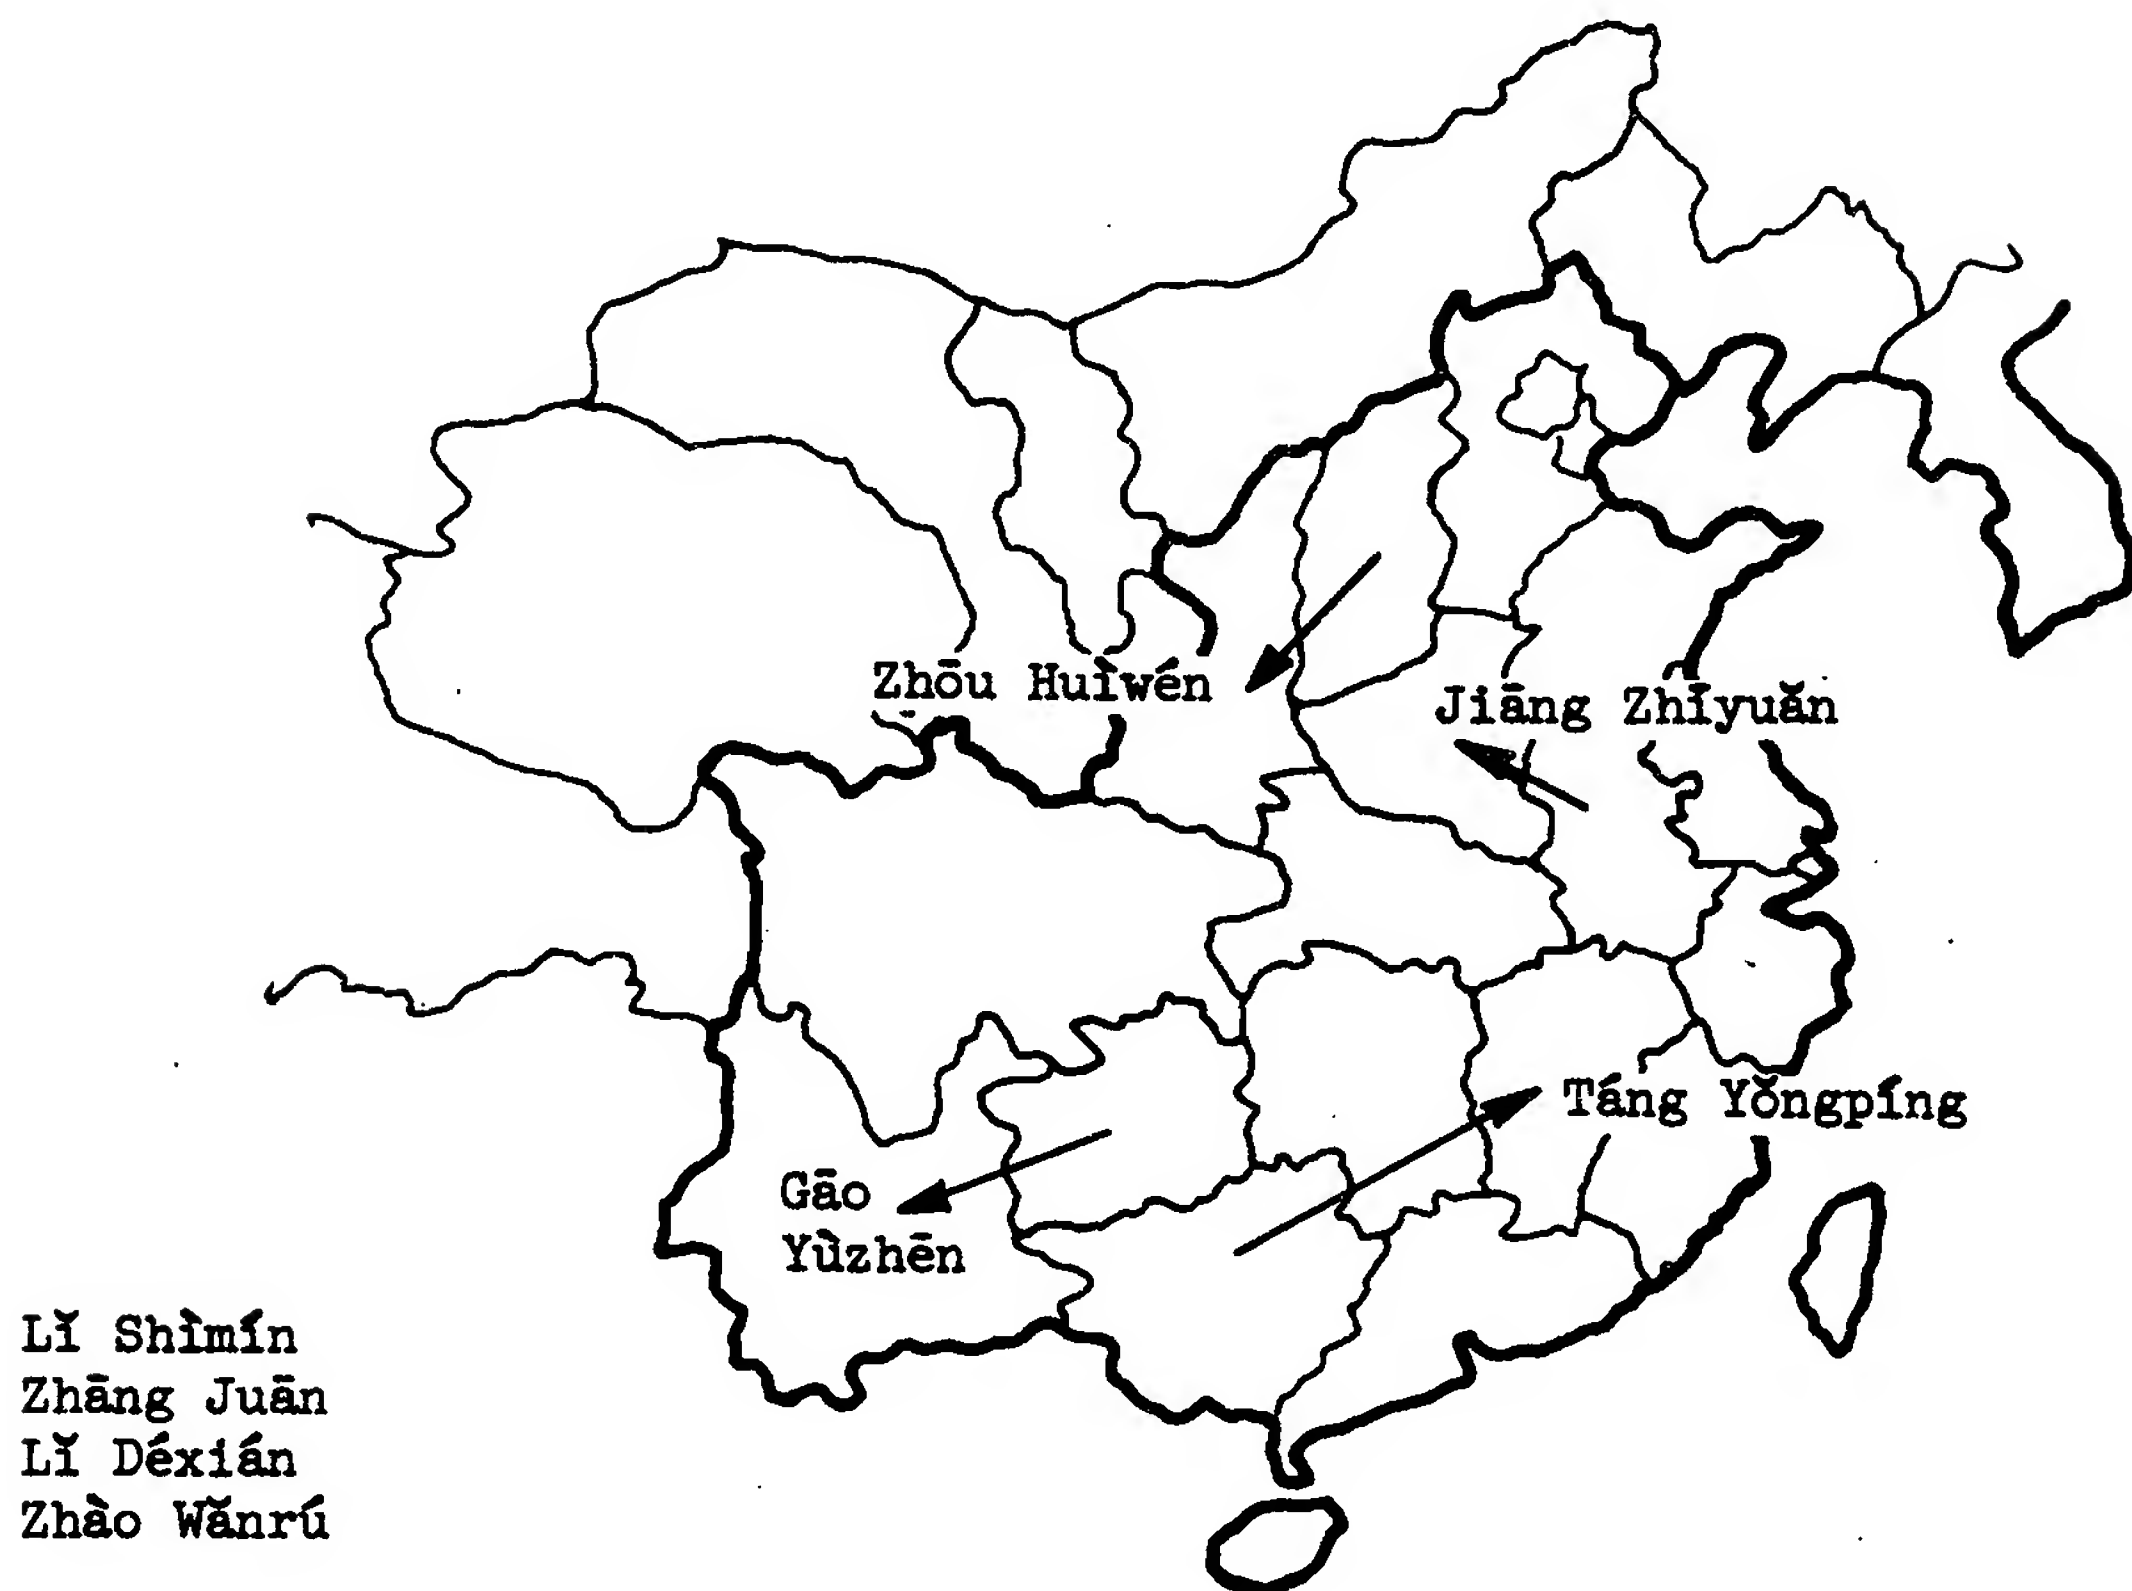 Zhōu Huìwén
Jiāng Zhìyuǎn
Táng Yǒngpíng
Gāo
Yùzhēn
Lǐ Shìmín
Zhāng Juān
Lǐ Déxián
Zhào Wǎnrú